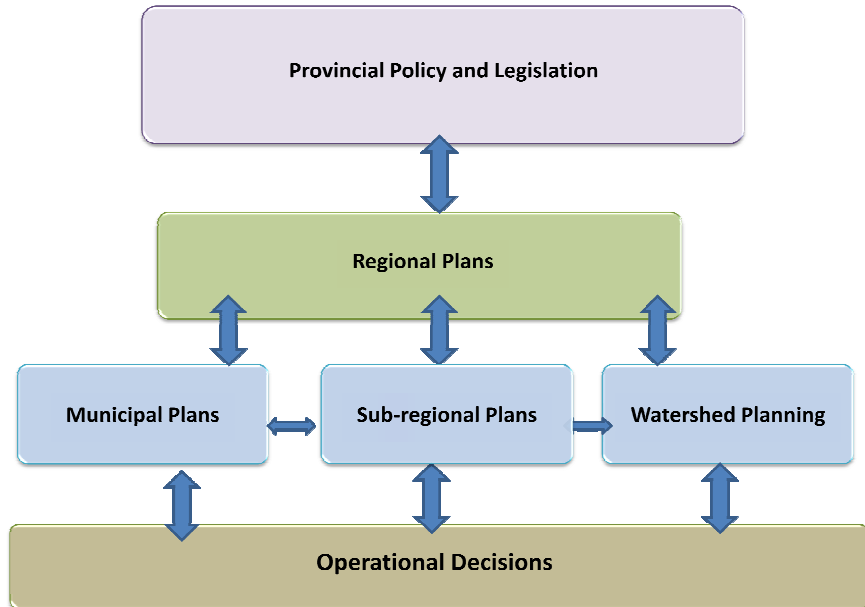 Provincial Policy and Legislation
Regional Plans
Municipal Plans
Sub-regional Plans
Watershed Planning
Operational Decisions